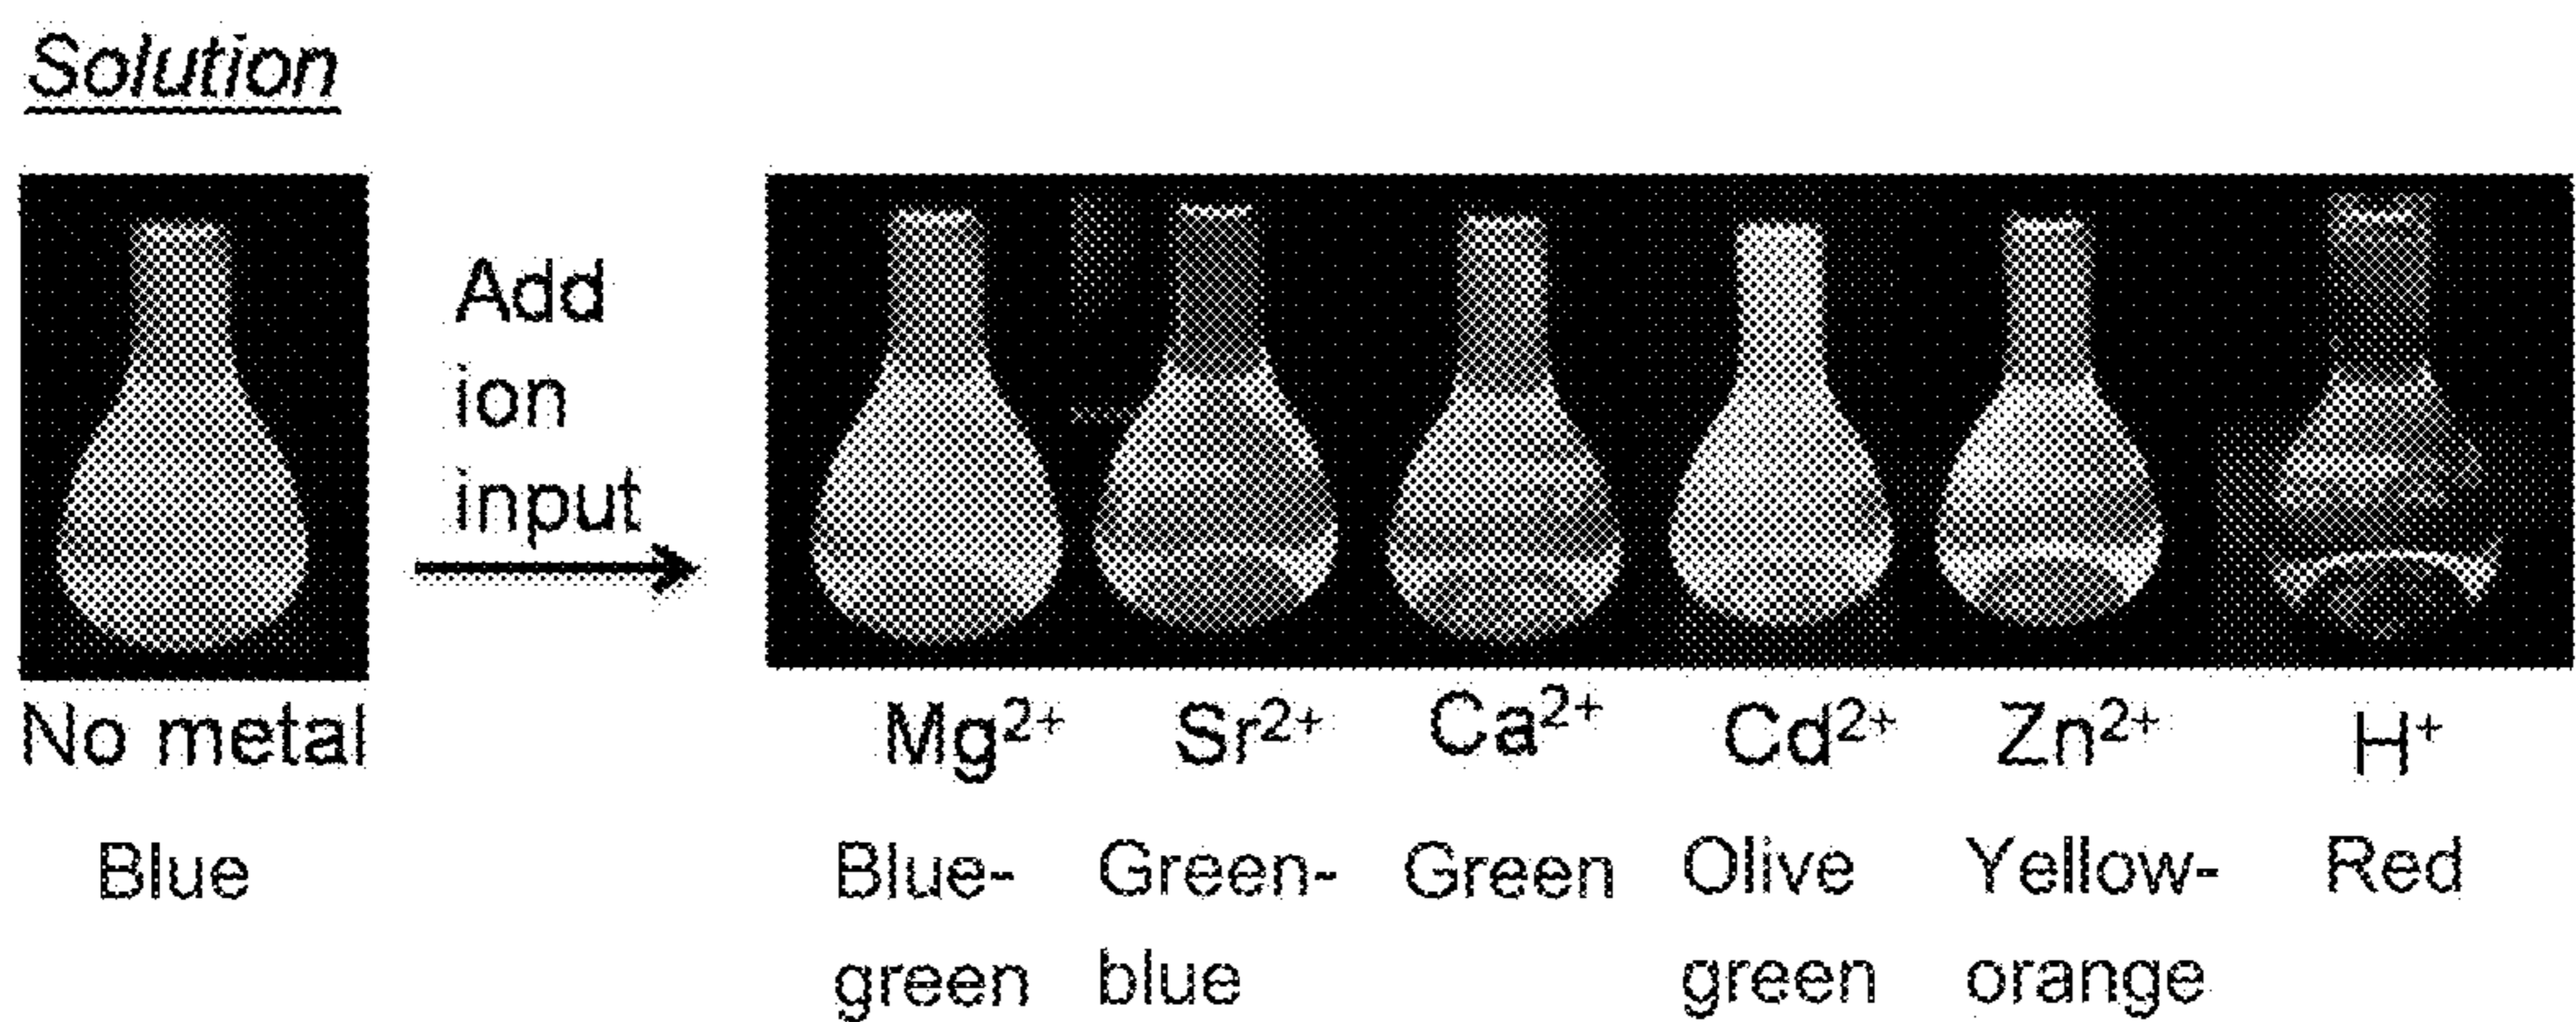 Solution
Add
ion
input
No metal
Mg²⁺ Sr²⁺ Ca²⁺ Cd²⁺ Zn²⁺ H⁺
Blue
Blue- Green- Green Olive Yellow- Red
green blue green orange